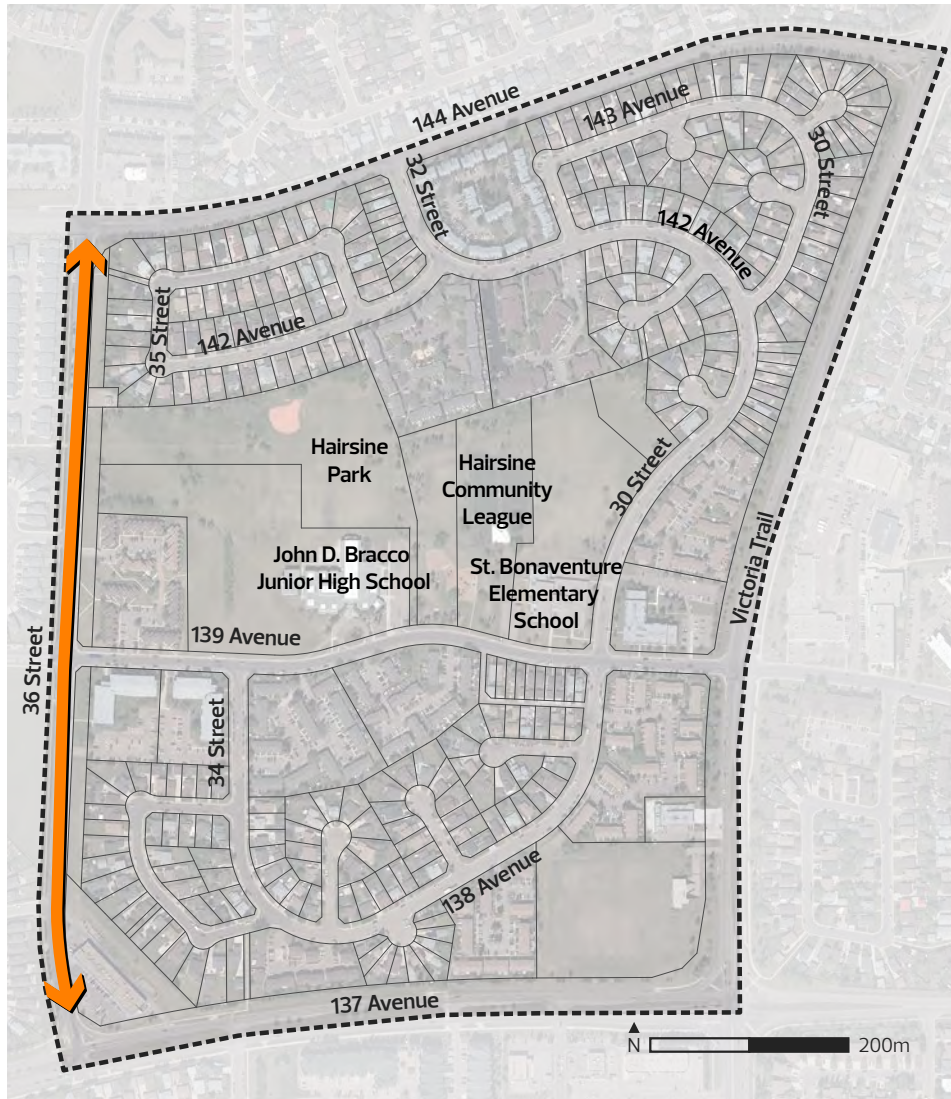 144 Avenue
143 Avenue
32 Street
30 Street
142 Avenue
35 Street
142 Avenue
Hairsine
Park
Hairsine
Community
League
30 Street
John D. Bracco
Junior High School
St. Bonaventure
Elementary
School
Victoria Trail
139 Avenue
36 Street
34 Street
138 Avenue
137 Avenue
N
200m